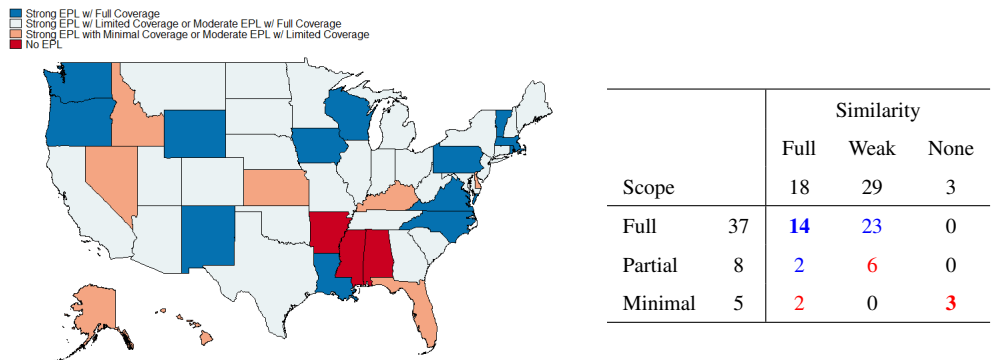 Strong EPL w/ Full Coverage
Strong EPL w/ Limited Coverage or Moderate EPL w/ Full Coverage
Strong EPL with Minimal Coverage or Moderate EPL w/ Limited Coverage
No EPL
Similarity
Full Weak None
Scope 18 29 3
Full 37 14 23 0
Partial 8 2 6 0
Minimal 5 2 0 3